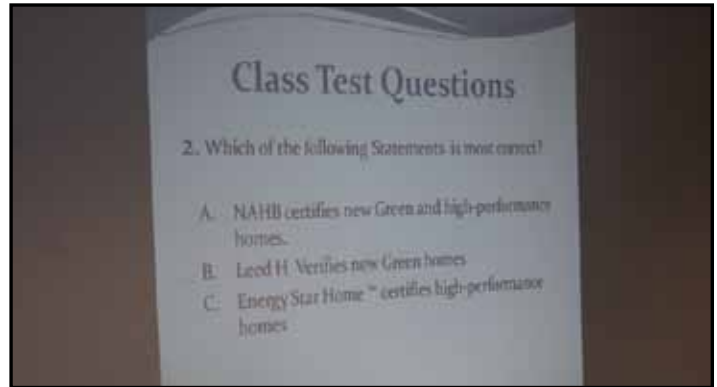 Class Test Questions
2. Which of the following Statements is most correct?
A. NAHB certifies new Green and high-performance
homes.
B. Leed H Verifies new Green homes
C. Energy Star Home ™ certifies high-performance
homes